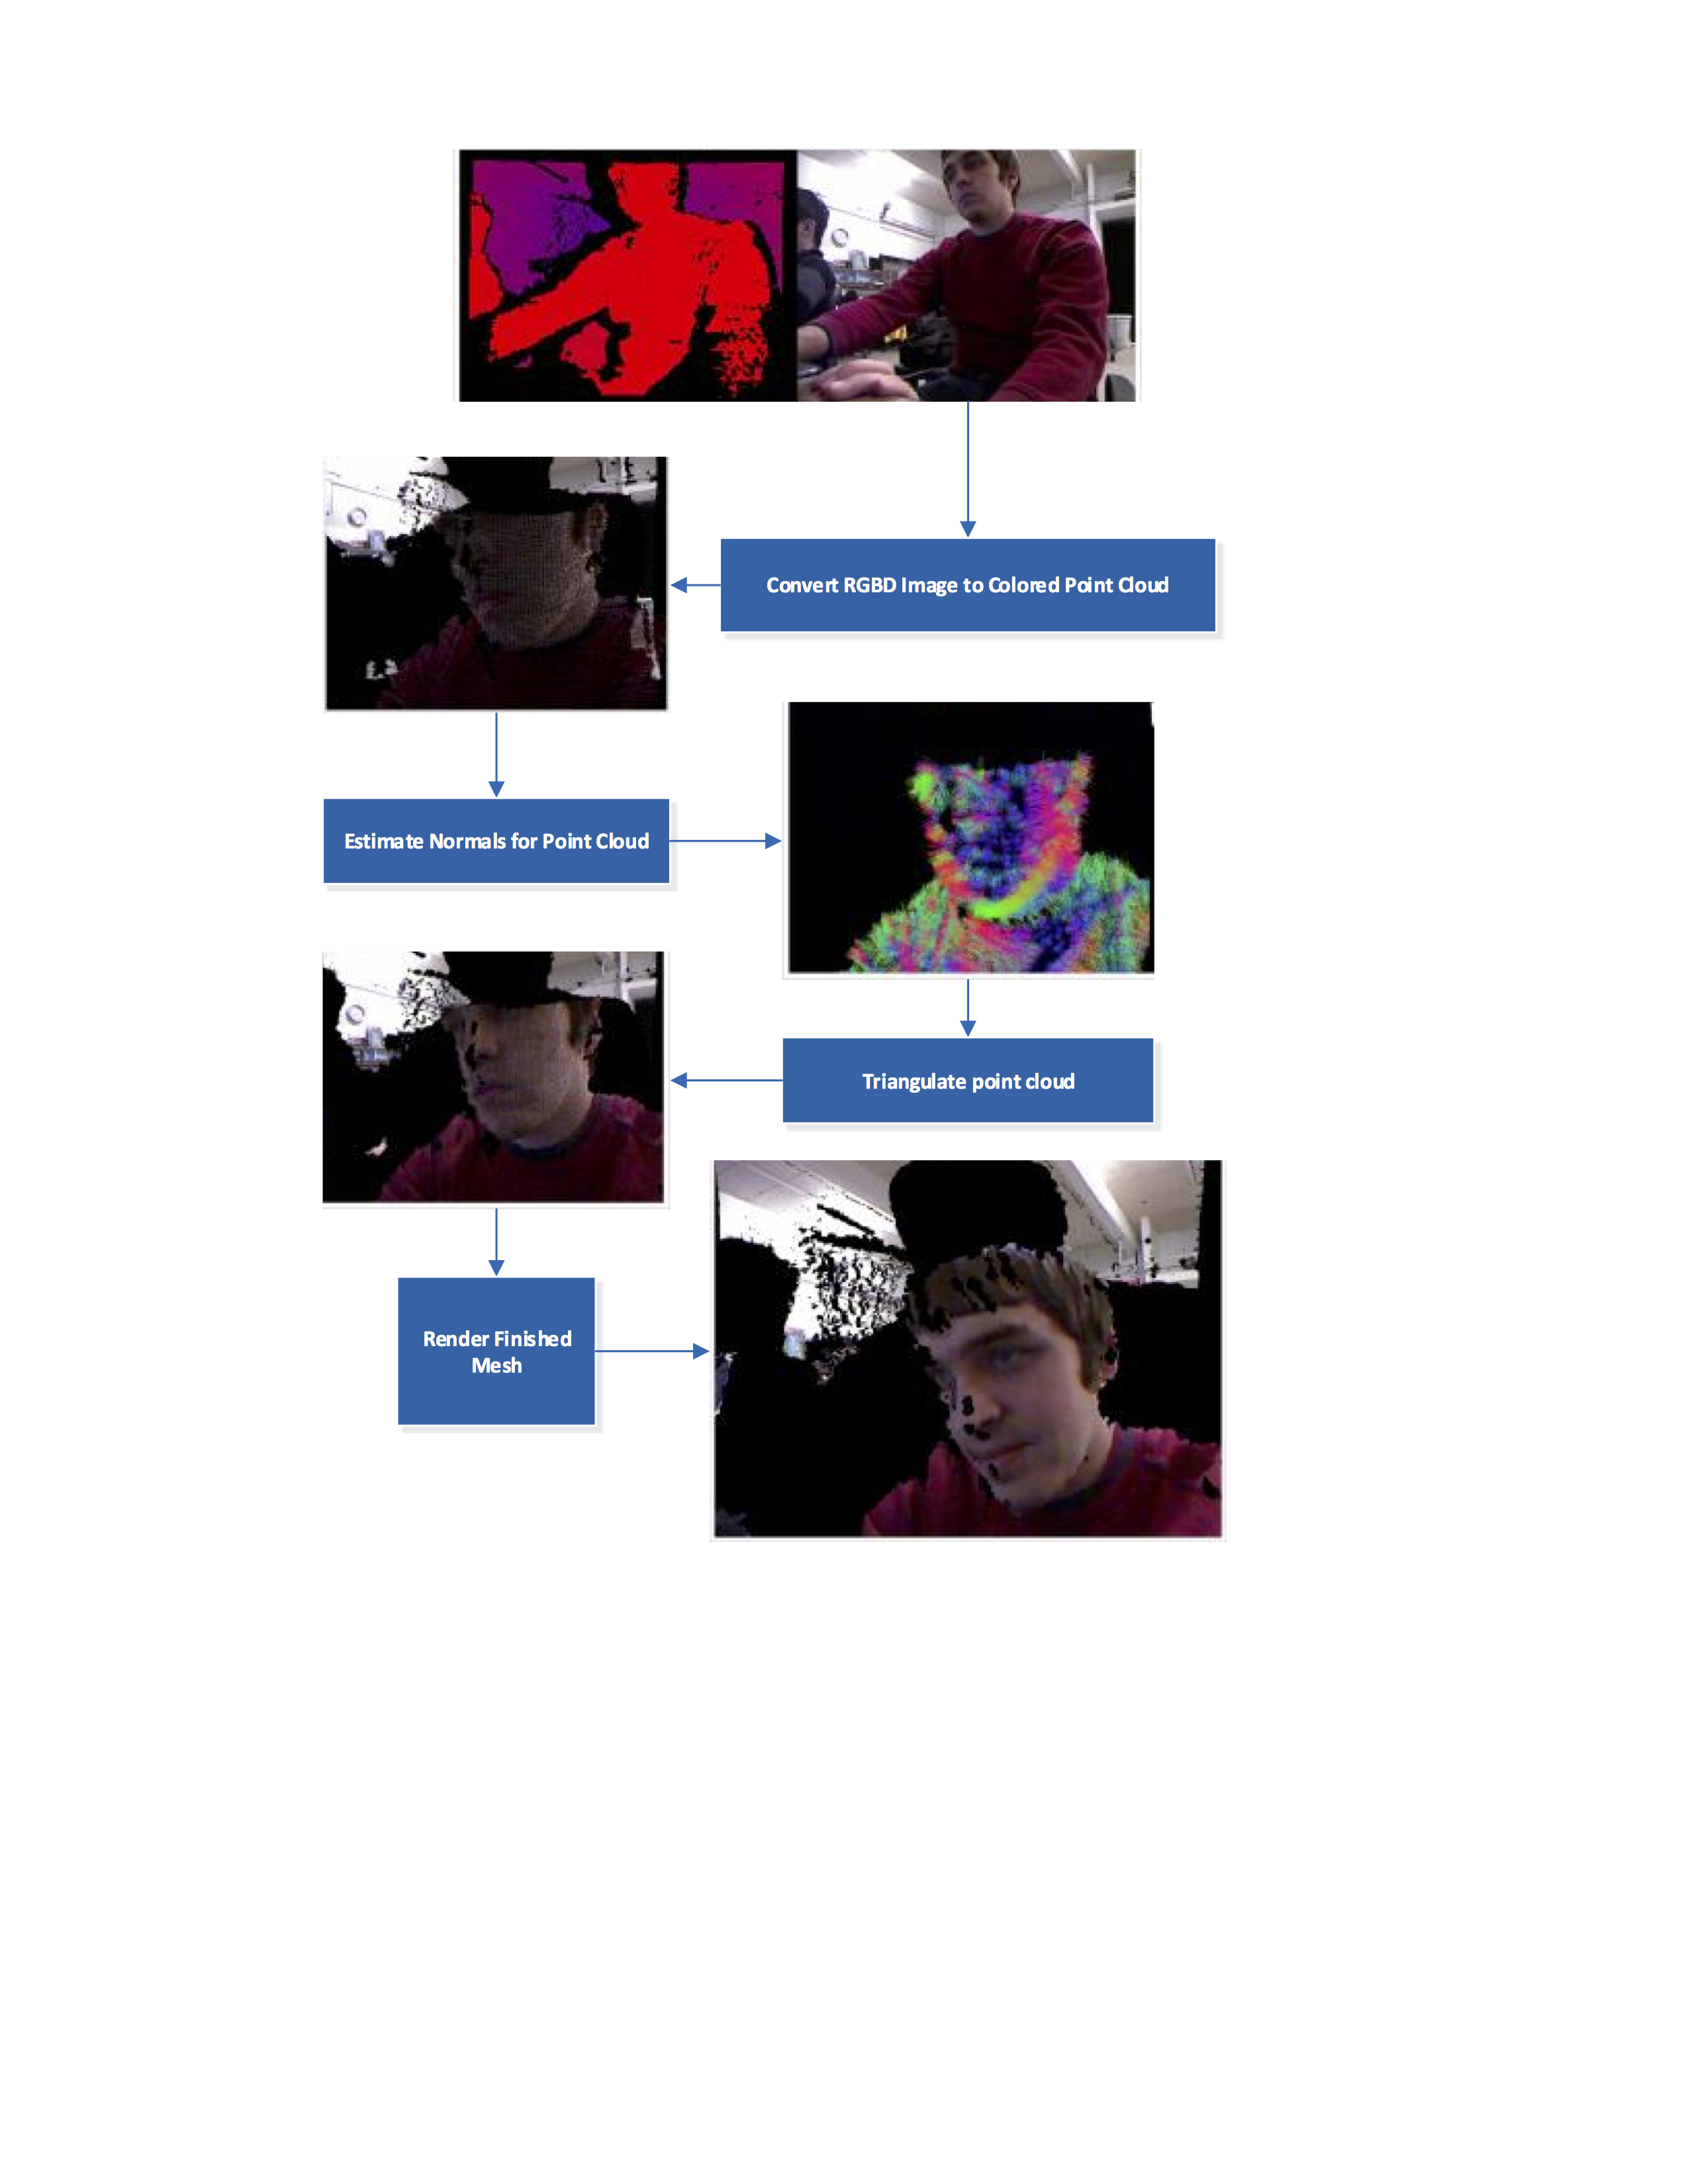 Convert RGBD Image to Colored Point Cloud
Estimate Normals for Point Cloud
Triangulate point cloud
Render Finished
Mesh